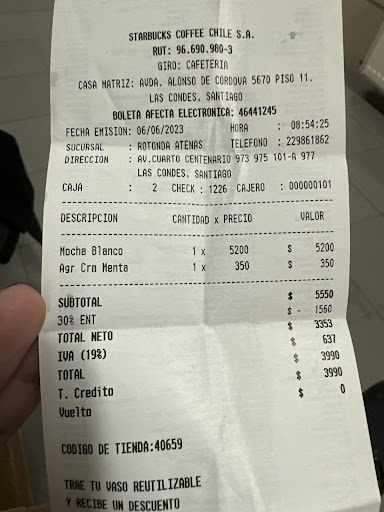 STARBUCKS COFFEE CHILE S.A.
RUT: 96.690.980-3
GIRO: CAFETERIA
CASA MATRIZ: AVDA. ALONSO DE CORDOVA 5670 PISO 11.
LAS CONDES, SANTIAGO
BOLETA AFECTA ELECTRONICA: 46441245
FECHA EMISION: 06/06/2023 HORA : 08:54:25
SUCURSAL : ROTONDA ATENAS TELEFONO : 229861862
DIRECCION : AV.CUARTO CENTENARIO 973 975 101-A 977
LAS CONDES, SANTIAGO
CAJA : 2 CHECK : 1226 CAJERO : 000000101
DESCRIPCION CANTIDAD x PRECIO VALOR
Mocha Blanco 1 x 5200 $ 5200
Agr Crn Menta 1 x 350 $ 350
SUBTOTAL $ 5550
30% ENT $ - 1560
TOTAL NETO $ 3353
IVA (19%) $ 637
TOTAL $ 3990
T. Credito $ 3990
Vuelto $ 0
CODIGO DE TIENDA:40659
TRAE TU VASO REUTILIZABLE
Y RECIBE UN DESCUENTO